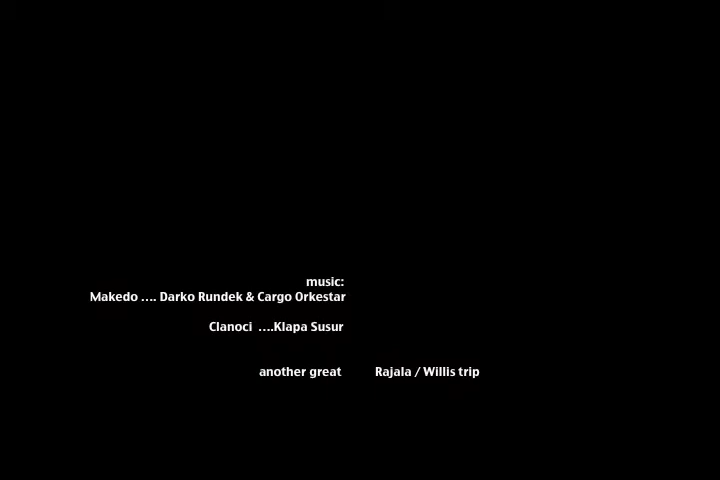 music:
Makedo .... Darko Rundek & Cargo Orkestar
Clanoci ....Klapa Susur
another great Rajala / Willis trip